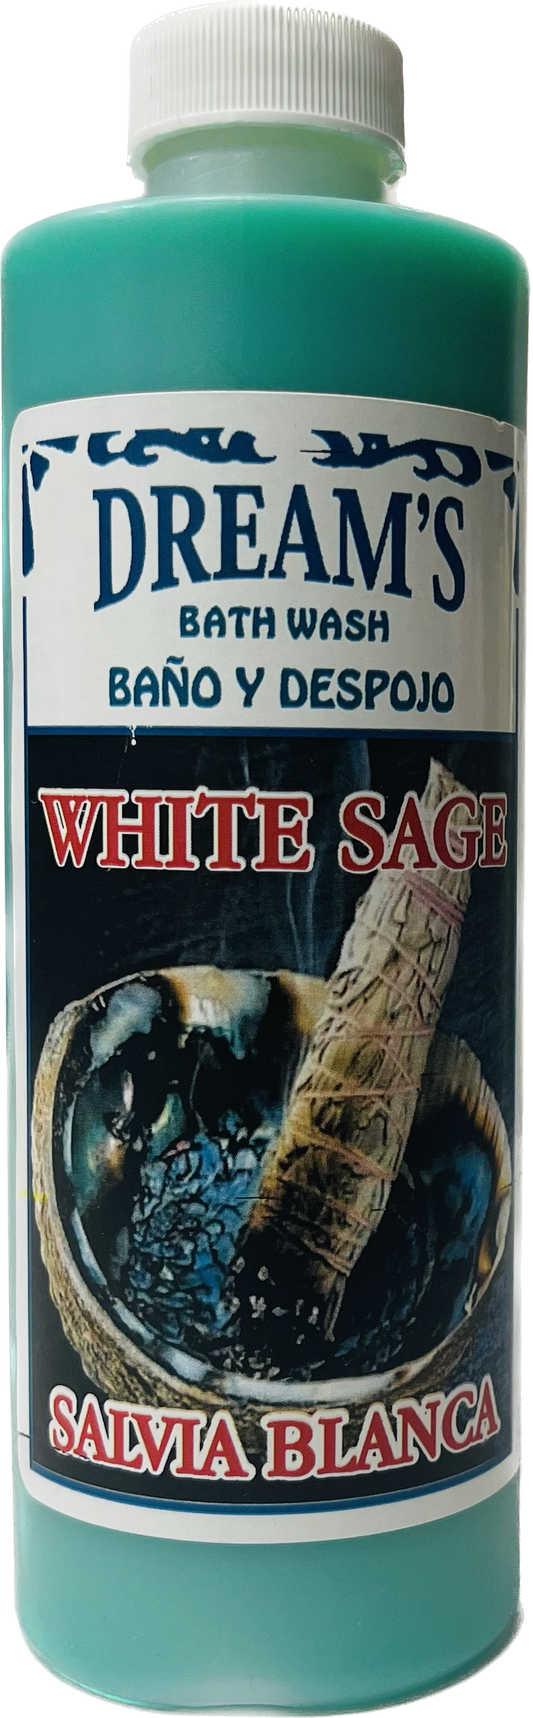 DREAM'S
BATH WASH
BAÑO Y DESPOJO
WHITE SAGE
SALVIA BLANCA